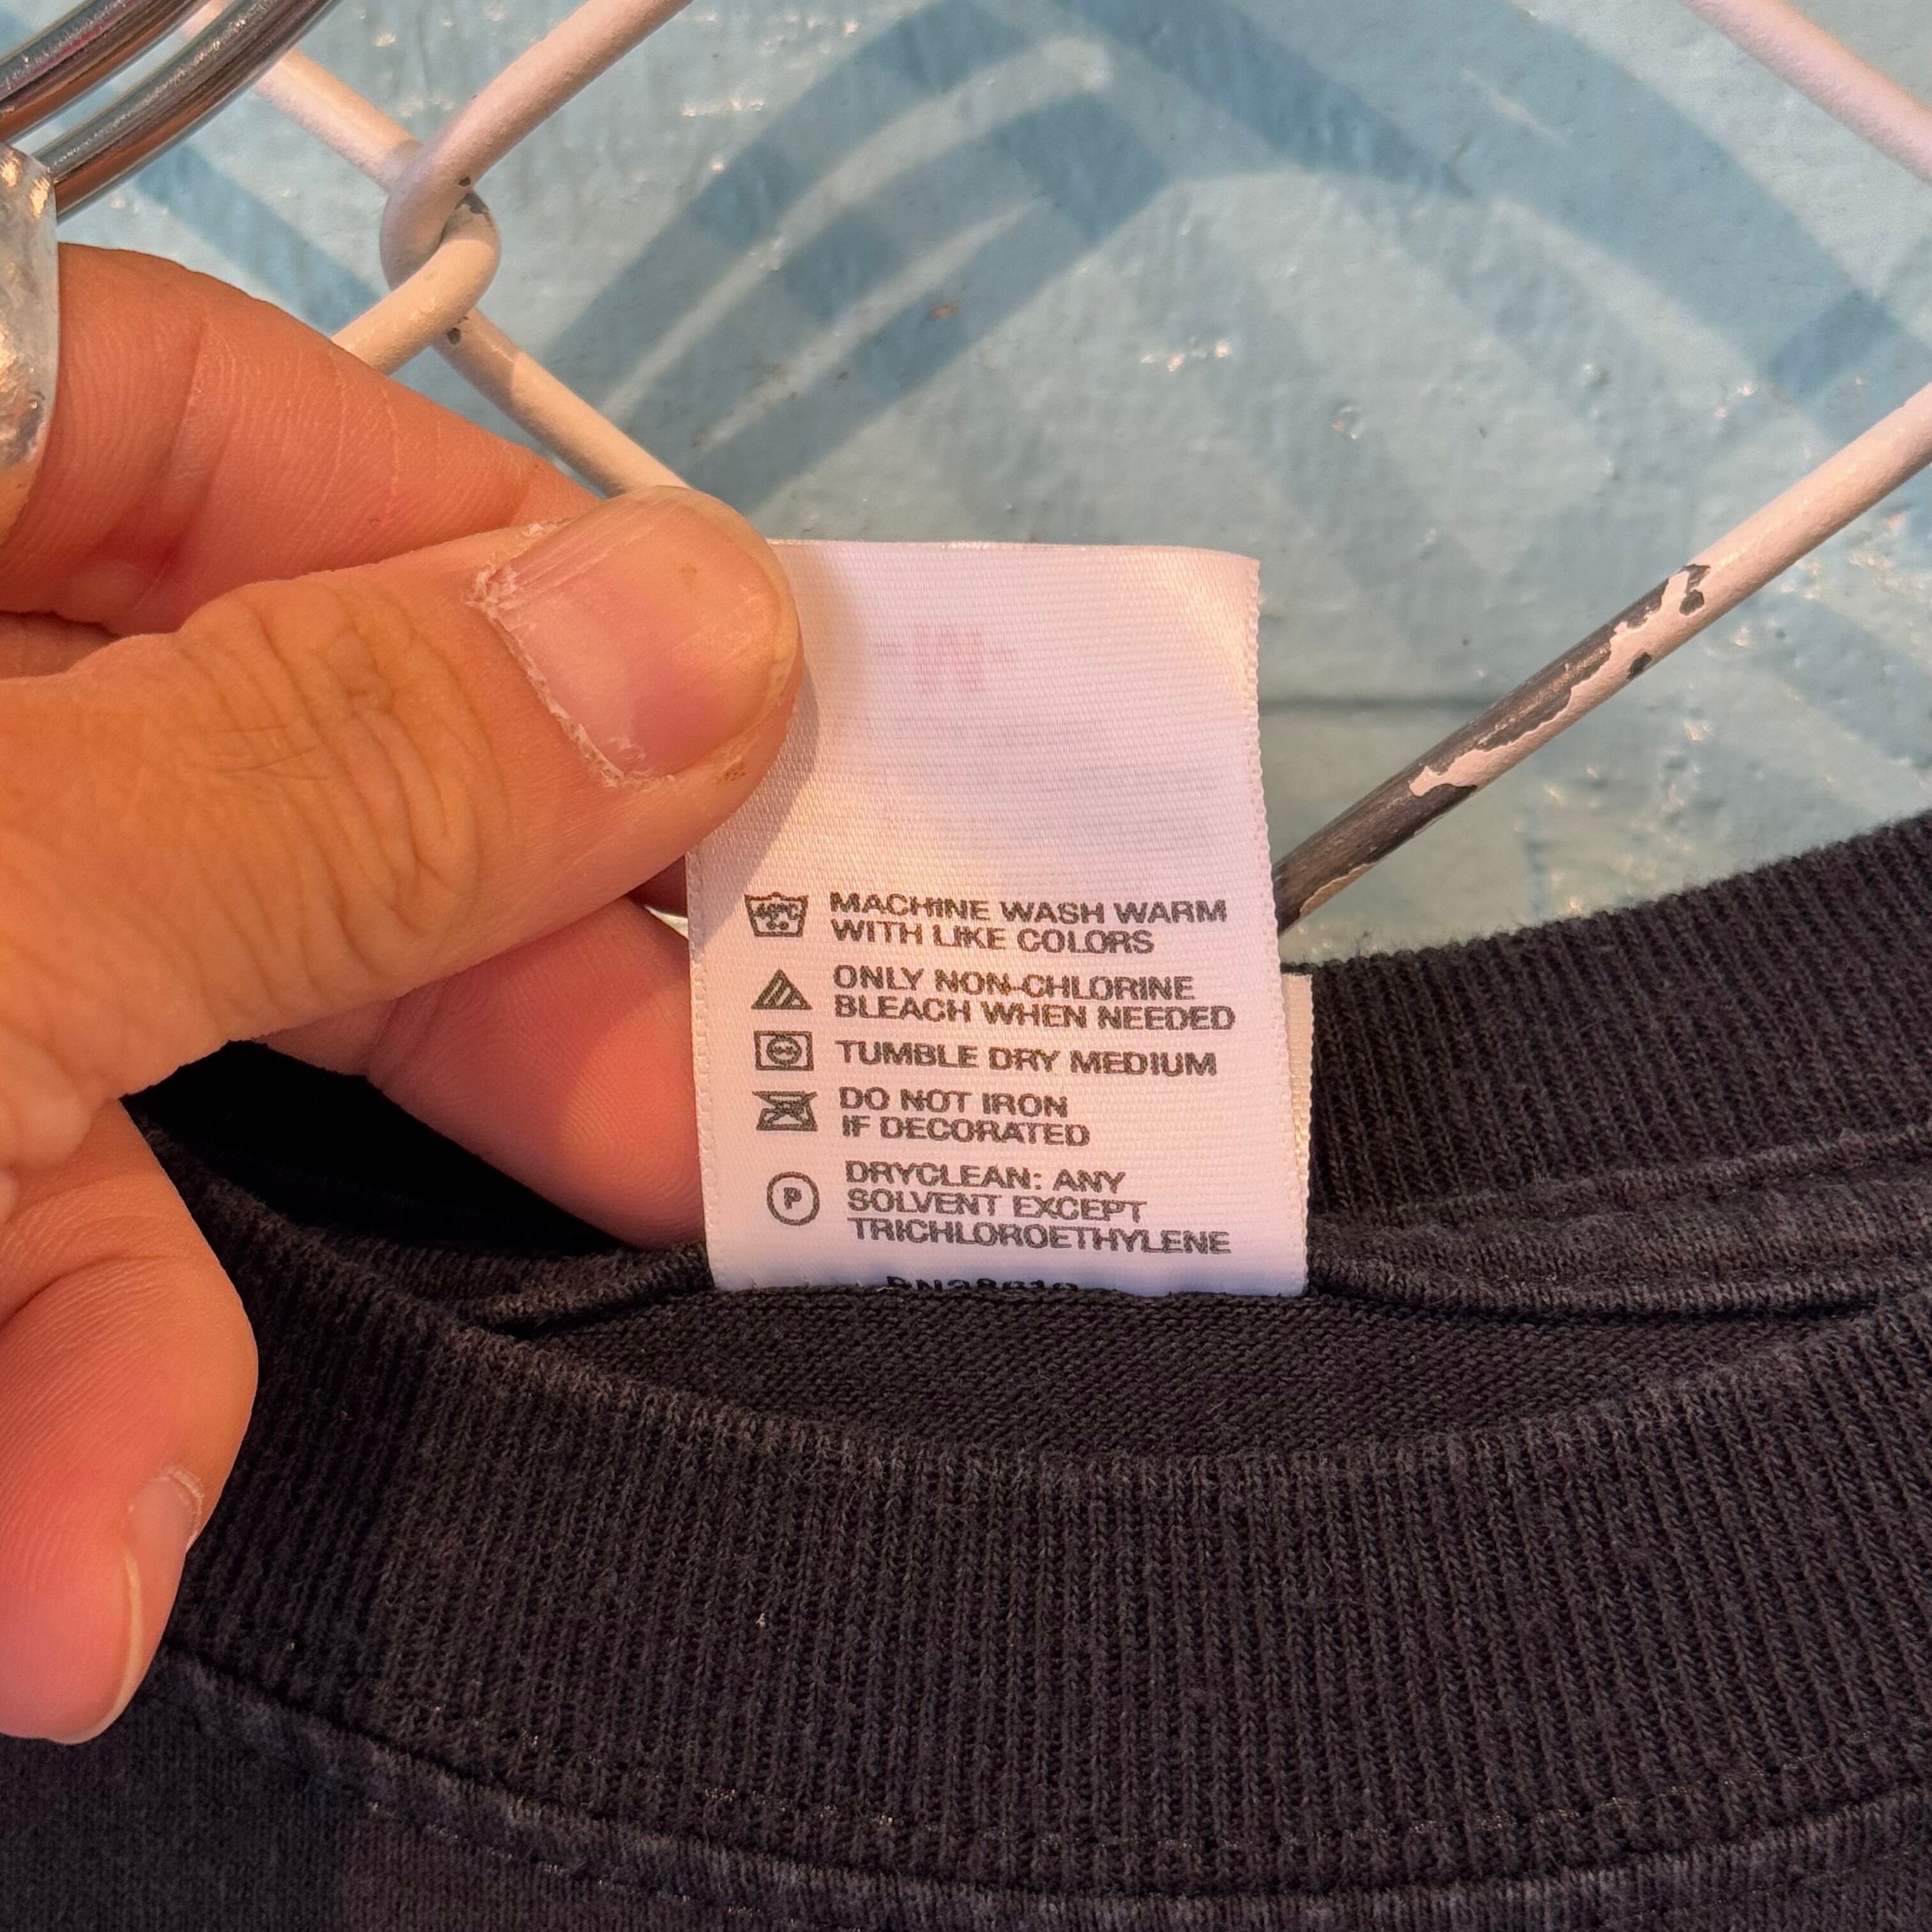 40°C
MACHINE WASH WARM
WITH LIKE COLORS
ONLY NON-CHLORINE
BLEACH WHEN NEEDED
TUMBLE DRY MEDIUM
DO NOT IRON
IF DECORATED
P
DRYCLEAN: ANY
SOLVENT EXCEPT
TRICHLOROETHYLENE